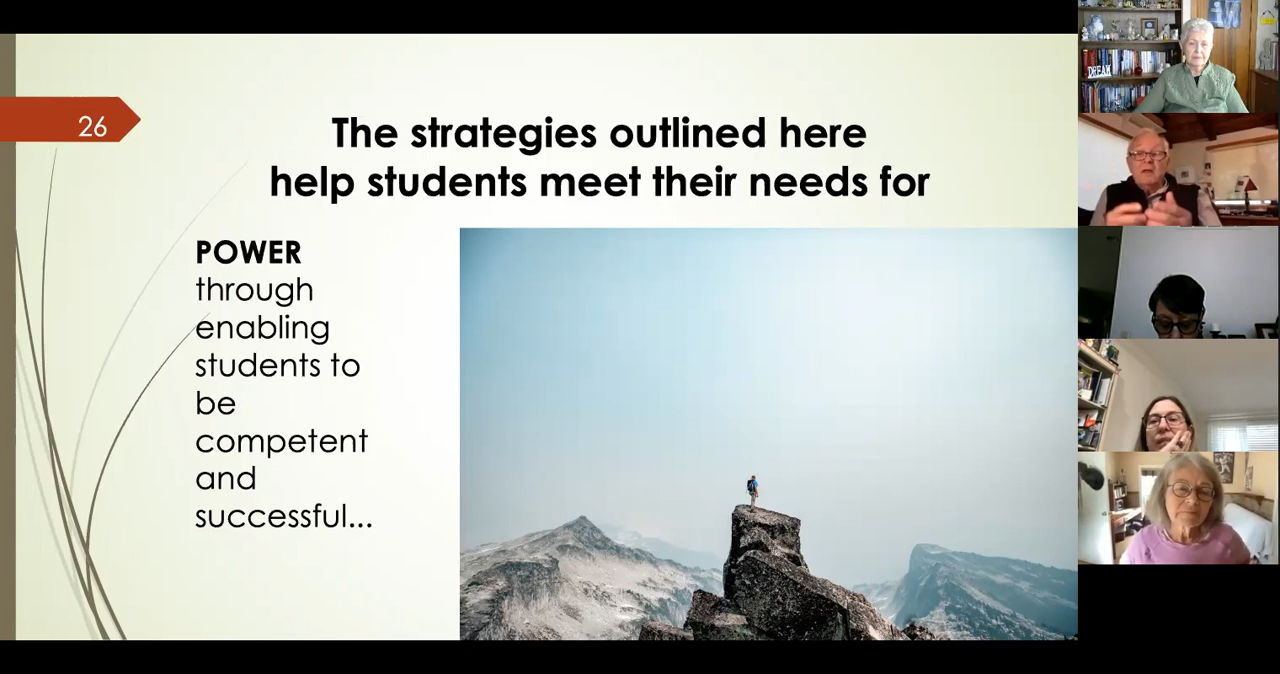 26
The strategies outlined here
help students meet their needs for
POWER
through
enabling
students to
be
competent
and
successful...
DREAM